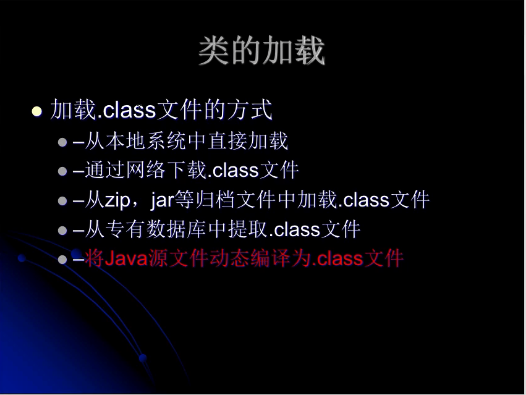 类的加载
加载.class文件的方式
–从本地系统中直接加载
–通过网络下载.class文件
–从zip，jar等归档文件中加载.class文件
–从专有数据库中提取.class文件
–将Java源文件动态编译为.class文件